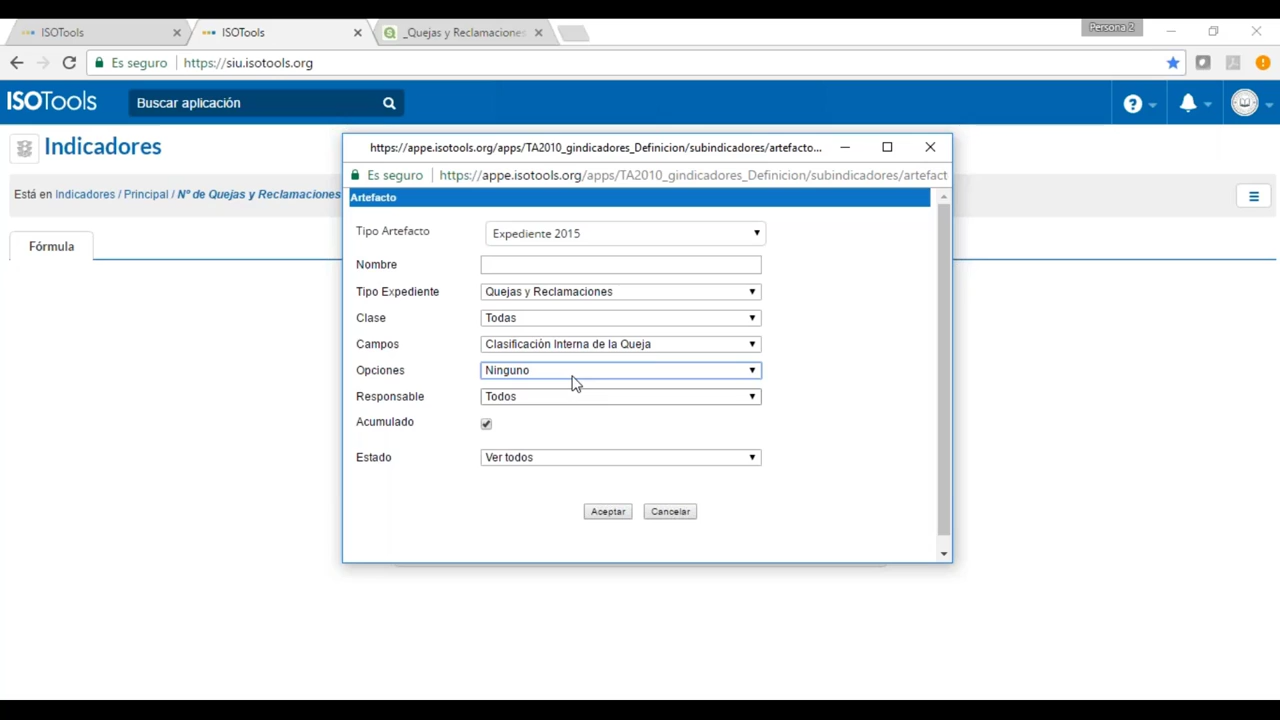 Persona 2
ISOTools
ISOTools
_Quejas y Reclamaciones
Es seguro
https://siu.isotools.org
ISOTools
Buscar aplicación
?
Indicadores
Está en Indicadores / Principal / Nº de Quejas y Reclamaciones
Fórmula
https://appe.isotools.org/apps/TA2010_gindicadores_Definicion/subindicadores/artefacto...
Es seguro
https://appe.isotools.org/apps/TA2010_gindicadores_Definicion/subindicadores/artefact
Artefacto
Tipo Artefacto
Expediente 2015
Nombre
Tipo Expediente
Quejas y Reclamaciones
Clase
Todas
Campos
Clasificación Interna de la Queja
Opciones
Ninguno
Responsable
Todos
Acumulado
Estado
Ver todos
Aceptar
Cancelar